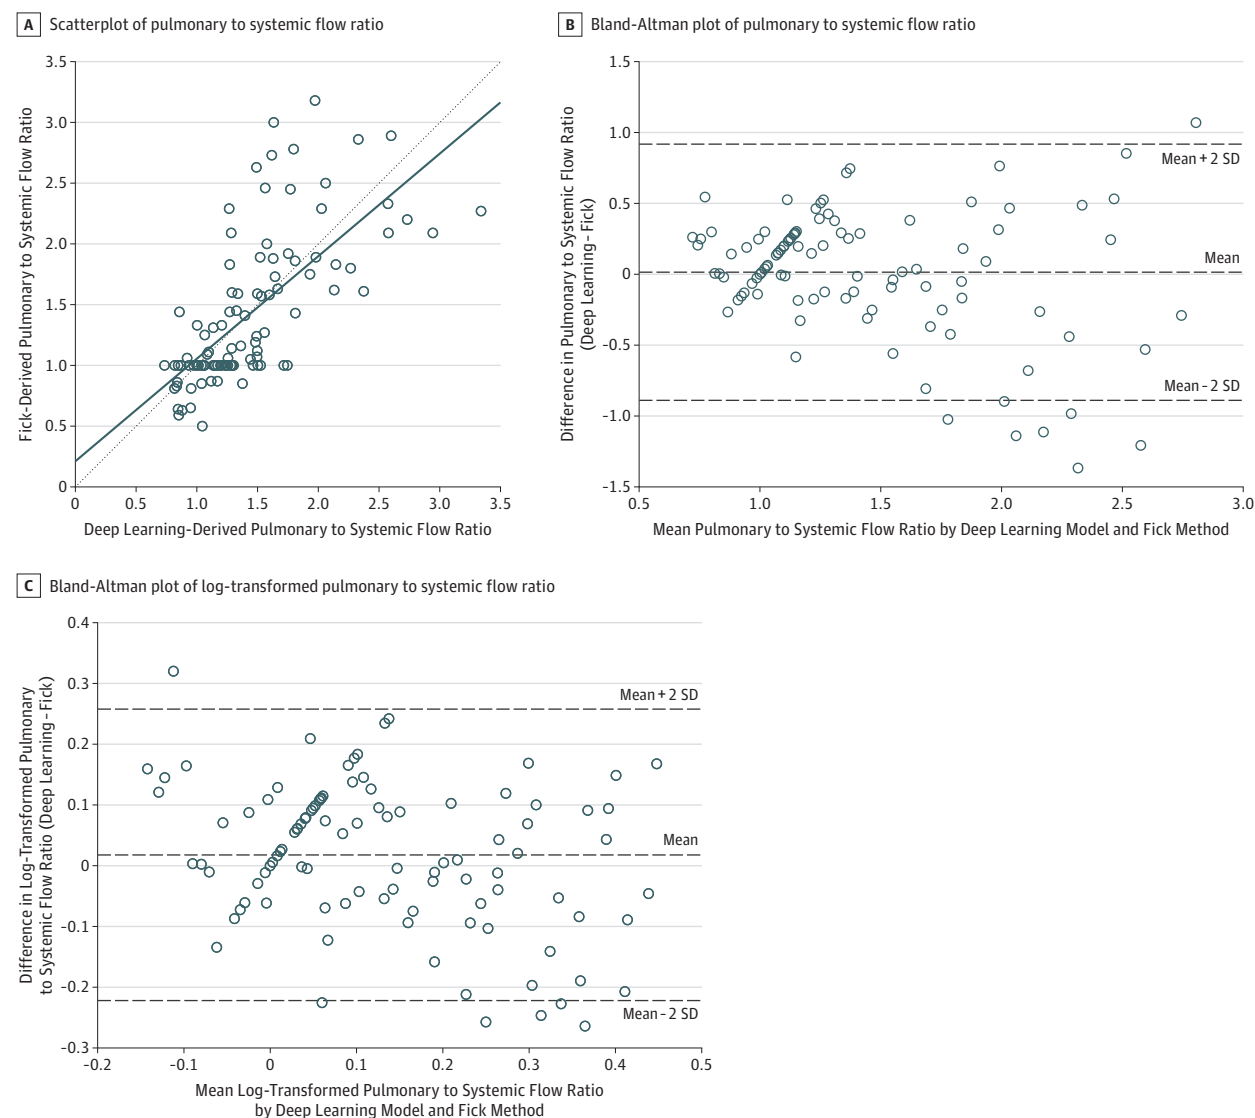 A Scatterplot of pulmonary to systemic flow ratio
Fick-Derived Pulmonary to Systemic Flow Ratio
3.5
3.0
2.5
2.0
1.5
1.0
0.5
0
0 0.5 1.0 1.5 2.0 2.5 3.0 3.5
Deep Learning-Derived Pulmonary to Systemic Flow Ratio
B Bland-Altman plot of pulmonary to systemic flow ratio
Difference in Pulmonary to Systemic Flow Ratio
(Deep Learning - Fick)
1.5
1.0
0.5
0
-0.5
-1.0
-1.5
Mean + 2 SD
Mean
Mean - 2 SD
0.5 1.0 1.5 2.0 2.5 3.0
Mean Pulmonary to Systemic Flow Ratio by Deep Learning Model and Fick Method
C Bland-Altman plot of log-transformed pulmonary to systemic flow ratio
Difference in Log-Transformed Pulmonary
to Systemic Flow Ratio (Deep Learning - Fick)
0.4
0.3
0.2
0.1
0
-0.1
-0.2
-0.3
Mean + 2 SD
Mean
Mean - 2 SD
-0.2 -0.1 0 0.1 0.2 0.3 0.4 0.5
Mean Log-Transformed Pulmonary to Systemic Flow Ratio
by Deep Learning Model and Fick Method